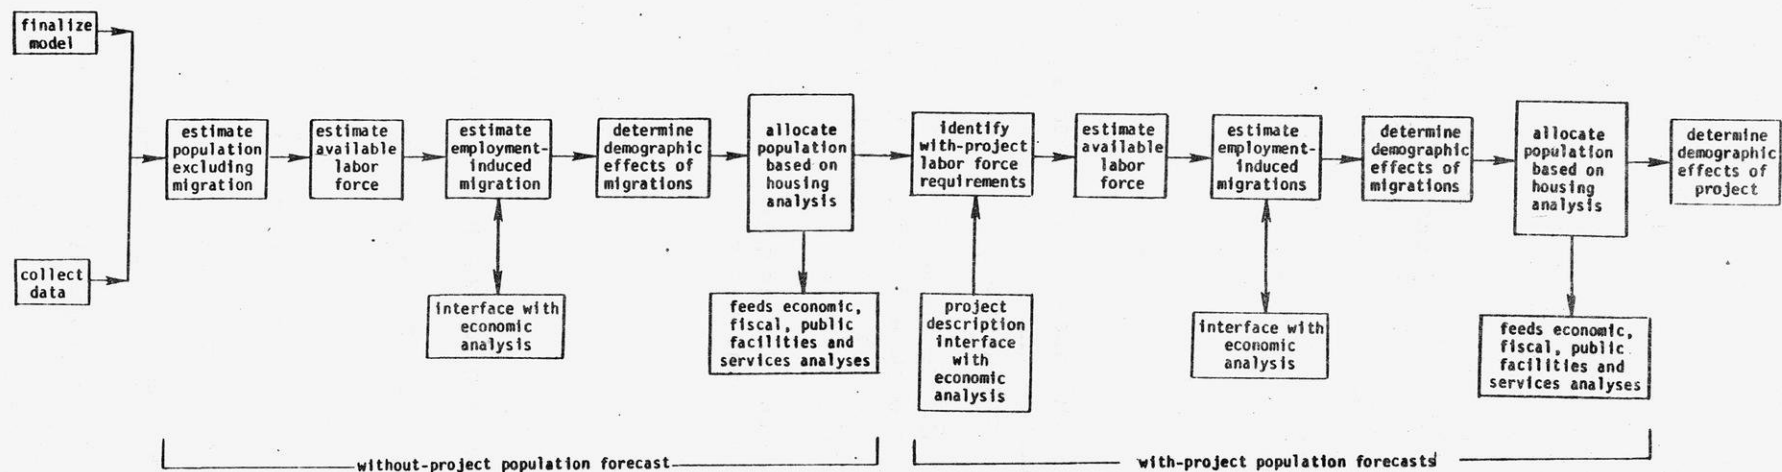 finalize
model
collect
data
estimate
population
excluding
migration
estimate
available
labor
force
estimate
employment-
induced
migration
interface with
economic
analysis
determine
demographic
effects of
migrations
allocate
population
based on
housing
analysis
feeds economic,
fiscal, public
facilities and
services analyses
identify
with-project
labor force
requirements
project
description
interface
with
economic
analysis
estimate
available
labor
force
estimate
employment-
induced
migrations
interface with
economic
analysis
determine
demographic
effects of
migrations
allocate
population
based on
housing
analysis
feeds economic,
fiscal, public
facilities and
services analyses
determine
demographic
effects of
project
without-project population forecast
with-project population forecasts